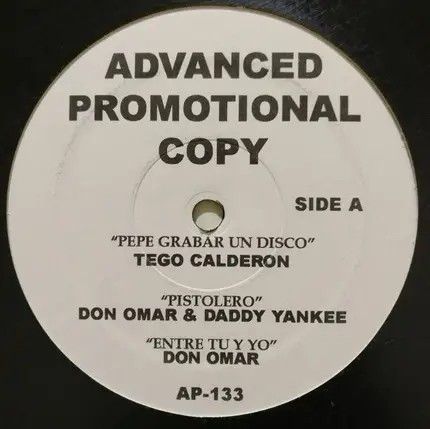 ADVANCED
PROMOTIONAL
COPY
SIDE A
"PEPE GRABAR UN DISCO"
TEGO CALDERON
"PISTOLERO"
DON OMAR & DADDY YANKEE
"ENTRE TU Y YO"
DON OMAR
AP-133